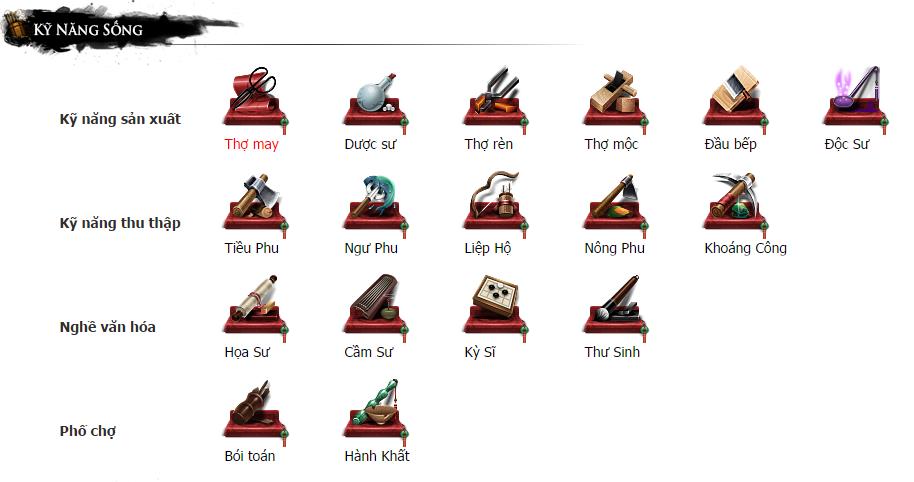 Kỹ Năng Sống
Kỹ năng sản xuất
Thợ may Dược sư Thợ rèn Thợ mộc Đầu bếp Độc Sư
Kỹ năng thu thập
Tiều Phu Ngư Phu Liệp Hộ Nông Phu Khoáng Công
Nghề văn hóa
Họa Sư Cầm Sư Kỳ Sĩ Thư Sinh
Phố chợ
Bói toán Hành Khất